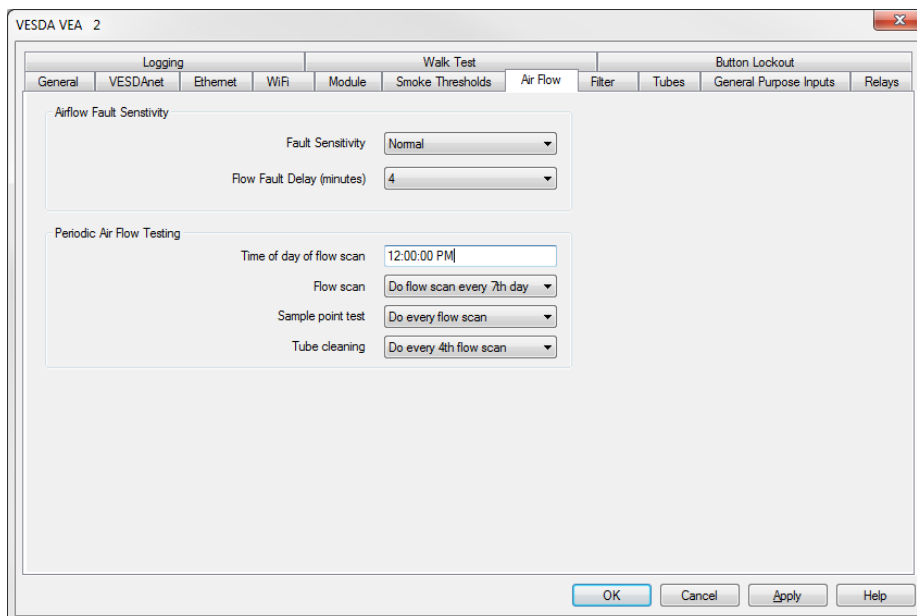 VESDA VEA 2
Logging Walk Test Button Lockout
General VESDAnet Ethernet WiFi Module Smoke Thresholds Air Flow Filter Tubes General Purpose Inputs Relays
Airflow Fault Senstivity
Fault Sensitivity Normal
Flow Fault Delay (minutes) 4
Periodic Air Flow Testing
Time of day of flow scan 12:00:00 PM
Flow scan Do flow scan every 7th day
Sample point test Do every flow scan
Tube cleaning Do every 4th flow scan
OK Cancel Apply Help